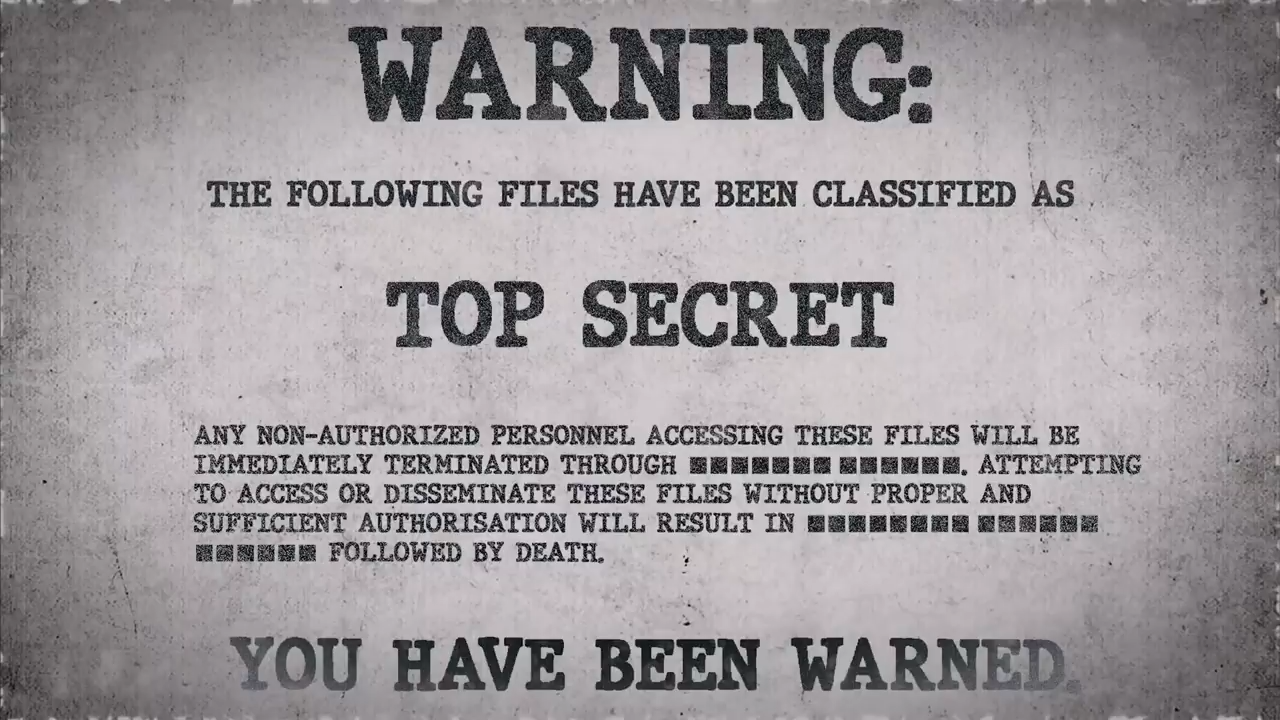 WARNING:
THE FOLLOWING FILES HAVE BEEN CLASSIFIED AS
TOP SECRET
ANY NON-AUTHORIZED PERSONNEL ACCESSING THESE FILES WILL BE
IMMEDIATELY TERMINATED THROUGH ■■■■■■■ ■■■■■■. ATTEMPTING
TO ACCESS OR DISSEMINATE THESE FILES WITHOUT PROPER AND
SUFFICIENT AUTHORISATION WILL RESULT IN ■■■■■■■■ ■■■■■■
■■■■■■ FOLLOWED BY DEATH.
YOU HAVE BEEN WARNED.